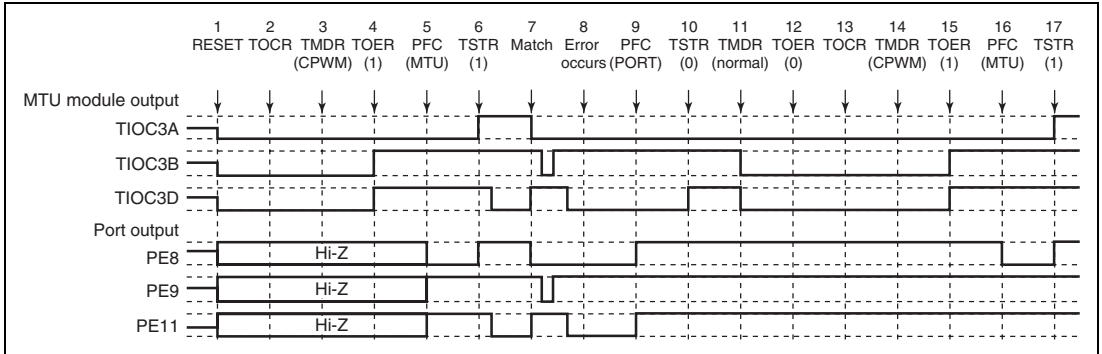 1 2 3 4 5 6 7 8 9 10 11 12 13 14 15 16 17
RESET TOCR TMDR TOER PFC TSTR Match Error PFC TSTR TMDR TOER TOCR TMDR TOER PFC TSTR
(CPWM) (1) (MTU) (1) occurs (PORT) (0) (normal) (0) (CPWM) (1) (MTU) (1)
MTU module output
TIOC3A
TIOC3B
TIOC3D
Port output
PE8 Hi-Z
PE9 Hi-Z
PE11 Hi-Z